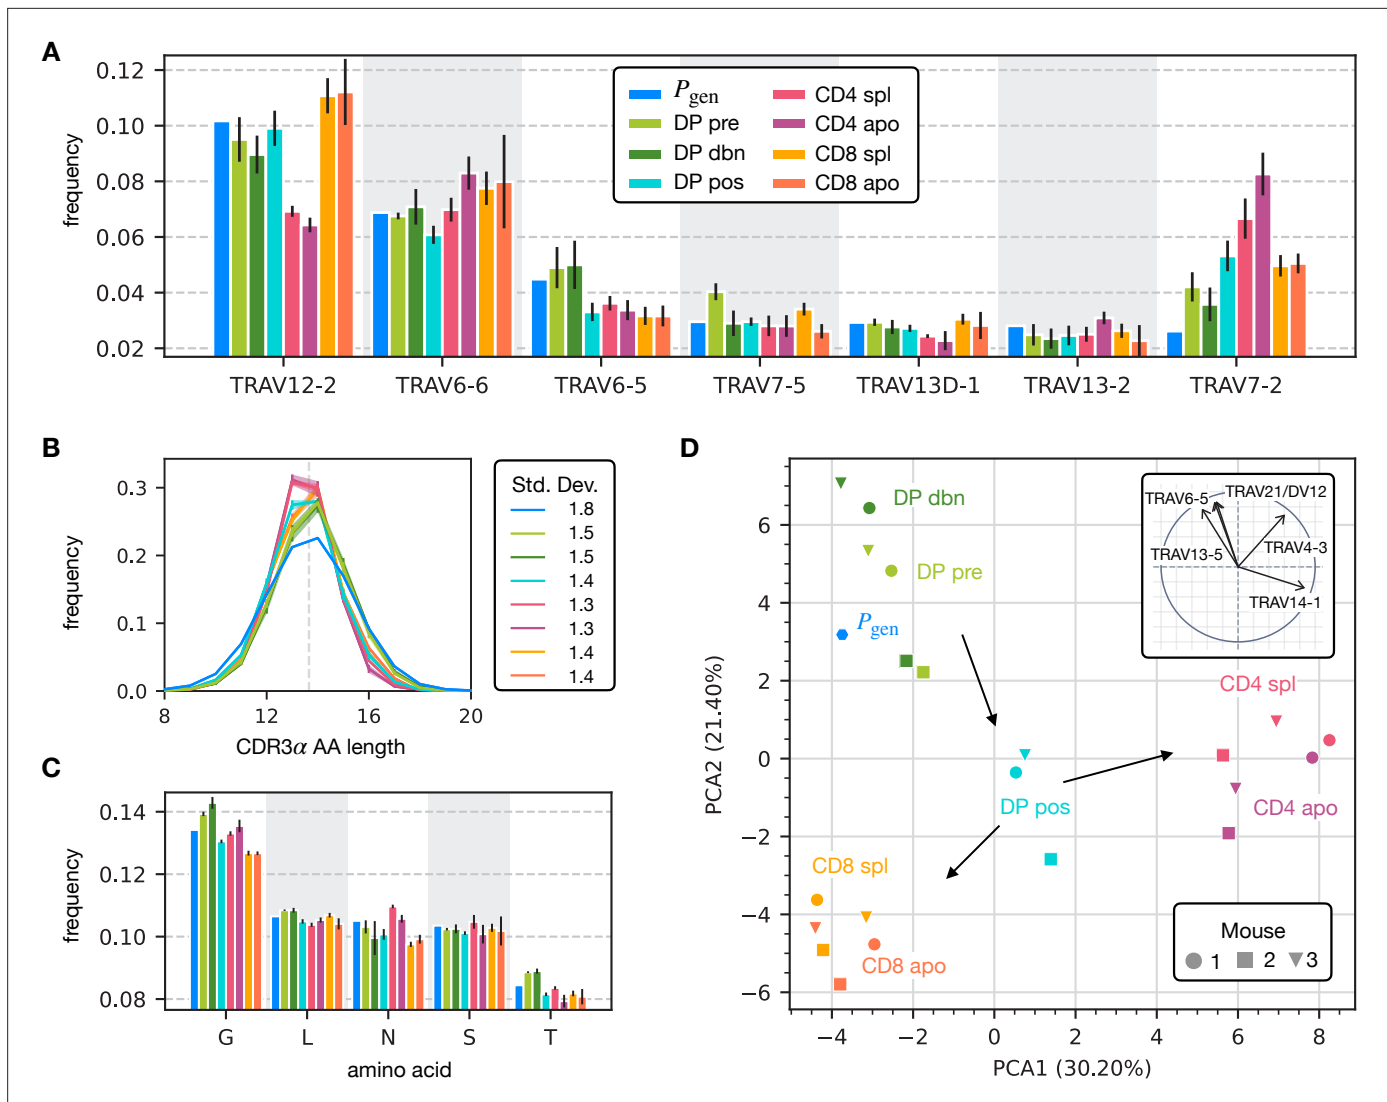 A
frequency
0.12
0.10
0.08
0.06
0.04
0.02
P_gen
DP pre
DP dbn
DP pos
CD4 spl
CD4 apo
CD8 spl
CD8 apo
TRAV12-2
TRAV6-6
TRAV6-5
TRAV7-5
TRAV13D-1
TRAV13-2
TRAV7-2
B
frequency
0.3
0.2
0.1
0.0
8
12
16
20
CDR3α AA length
Std. Dev.
1.8
1.5
1.5
1.4
1.3
1.3
1.4
1.4
C
frequency
0.14
0.12
0.10
0.08
G
L
N
S
T
amino acid
D
PCA2 (21.40%)
6
4
2
0
−2
−4
−6
−4
−2
0
2
4
6
8
PCA1 (30.20%)
DP dbn
DP pre
P_gen
DP pos
CD4 spl
CD4 apo
CD8 spl
CD8 apo
TRAV6-5
TRAV21/DV12
TRAV13-5
TRAV4-3
TRAV14-1
Mouse
1 2 3